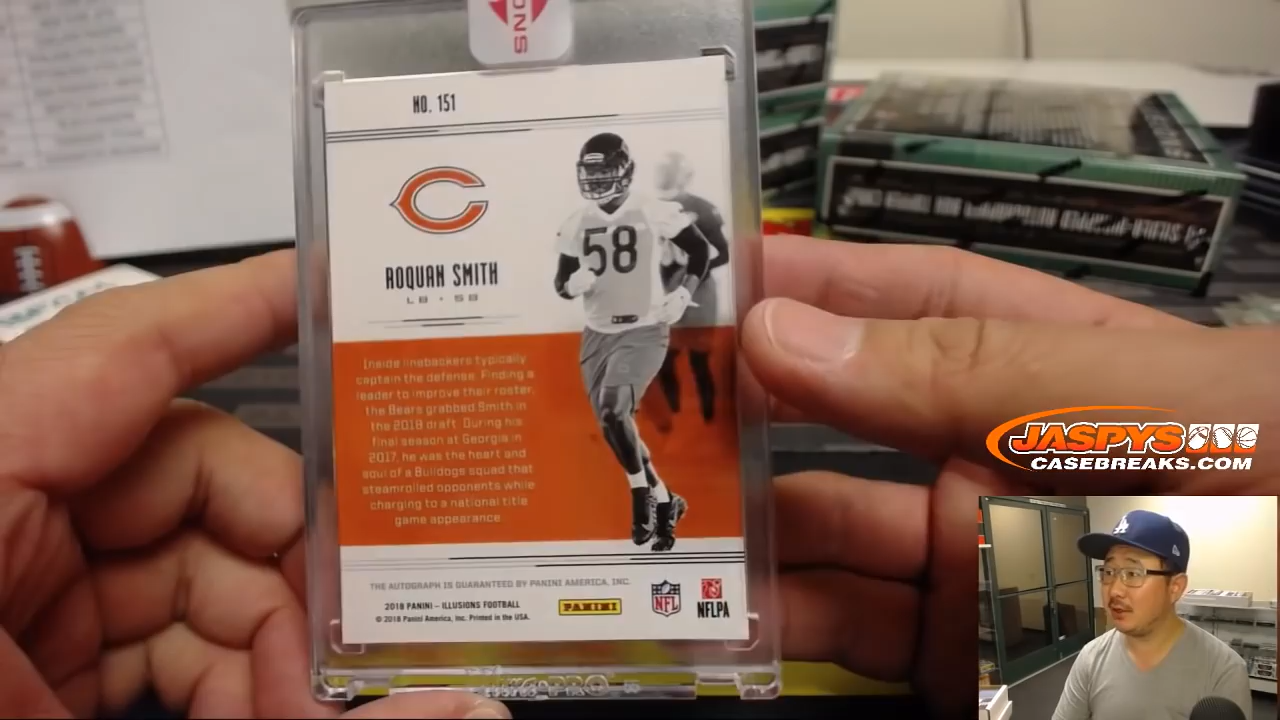 NO. 151
ROQUAN SMITH
LB • 58
58
Inside linebackers typically
captain the defense. Finding a
leader to improve their roster,
the Bears grabbed Smith in
the 2018 draft. During his
final season at Georgia in
2017, he was the heart and
soul of a Bulldogs squad that
steamrolled opponents while
charging to a national title
game appearance.
THE AUTOGRAPH IS GUARANTEED BY PANINI AMERICA, INC.
2018 PANINI – ILLUSIONS FOOTBALL
© 2018 Panini America, Inc. Printed in the USA.
PANINI
NFL
NFLPA
JASPYS
CASEBREAKS.COM
LA